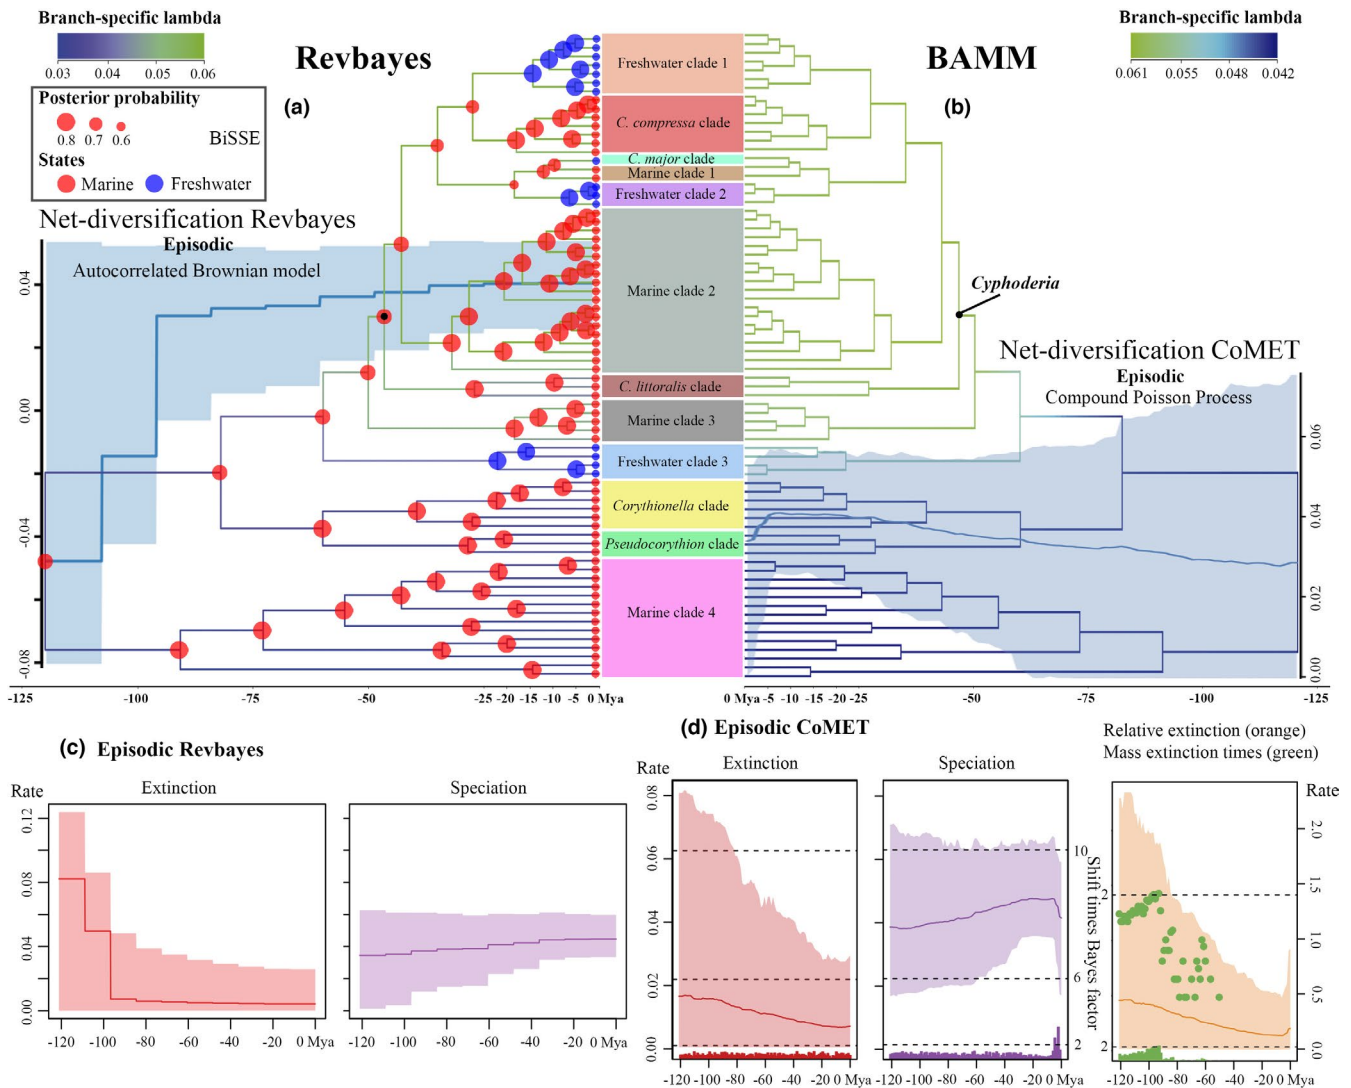 Branch-specific lambda
0.03 0.04 0.05 0.06
Posterior probability
0.8 0.7 0.6
BiSSE
States
Marine Freshwater
Revbayes
(a)
BAMM
(b)
Branch-specific lambda
0.061 0.055 0.048 0.042
Net-diversification Revbayes
Episodic
Autocorrelated Brownian model
0.04
0.00
-0.04
-0.08
Freshwater clade 1
C. compressa clade
C. major clade
Marine clade 1
Freshwater clade 2
Marine clade 2
C. littoralis clade
Marine clade 3
Freshwater clade 3
Corythionella clade
Pseudocorythion clade
Marine clade 4
Cyphoderia
Net-diversification CoMET
Episodic
Compound Poisson Process
0.06
0.04
0.02
0.00
-125 -100 -75 -50 -25 -20 -15 -10 -5 0 Mya
0 Mya -5 -10 -15 -20 -25 -50 -75 -100 -125
(c) Episodic Revbayes
Rate
Extinction
Speciation
0.12
0.08
0.04
0.00
-120 -100 -80 -60 -40 -20 0 Mya
-120 -100 -80 -60 -40 -20 0 Mya
(d) Episodic CoMET
Rate
Extinction
Speciation
Relative extinction (orange)
Mass extinction times (green)
Rate
0.08
0.06
0.04
0.02
0.00
10
6
2
Shift times Bayes factor
2
2
2.0
1.5
1.0
0.5
0.0
-120 -100 -80 -60 -40 -20 0 Mya
-120 -100 -80 -60 -40 -20 0 Mya
-120 -100 -80 -60 -40 -20 0 Mya